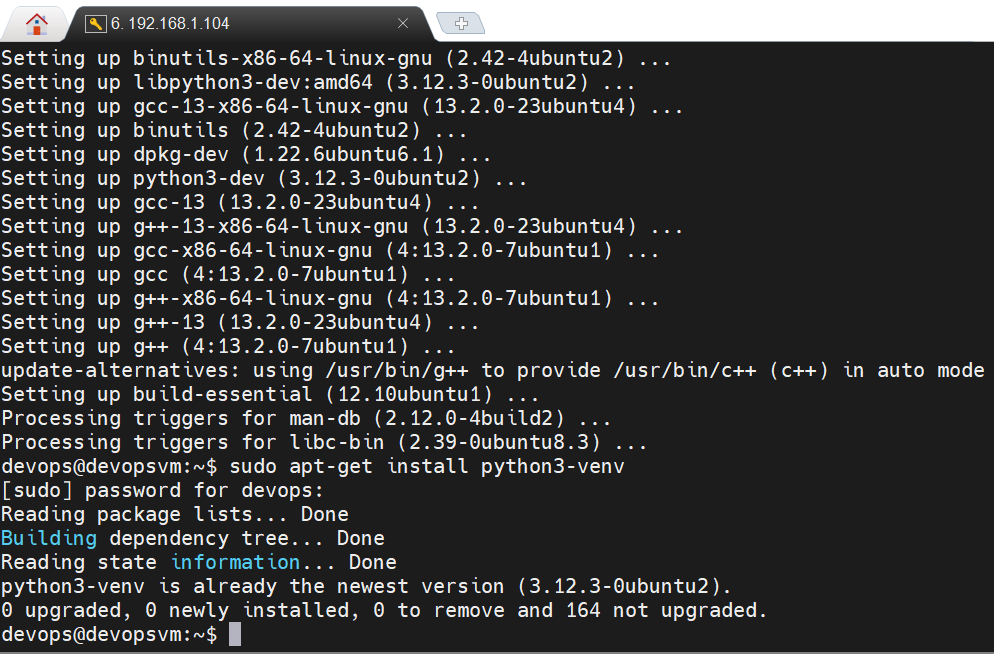 6. 192.168.1.104
Setting up binutils-x86-64-linux-gnu (2.42-4ubuntu2) ...
Setting up libpython3-dev:amd64 (3.12.3-0ubuntu2) ...
Setting up gcc-13-x86-64-linux-gnu (13.2.0-23ubuntu4) ...
Setting up binutils (2.42-4ubuntu2) ...
Setting up dpkg-dev (1.22.6ubuntu6.1) ...
Setting up python3-dev (3.12.3-0ubuntu2) ...
Setting up gcc-13 (13.2.0-23ubuntu4) ...
Setting up g++-13-x86-64-linux-gnu (13.2.0-23ubuntu4) ...
Setting up gcc-x86-64-linux-gnu (4:13.2.0-7ubuntu1) ...
Setting up gcc (4:13.2.0-7ubuntu1) ...
Setting up g++-x86-64-linux-gnu (4:13.2.0-7ubuntu1) ...
Setting up g++-13 (13.2.0-23ubuntu4) ...
Setting up g++ (4:13.2.0-7ubuntu1) ...
update-alternatives: using /usr/bin/g++ to provide /usr/bin/c++ (c++) in auto mode
Setting up build-essential (12.10ubuntu1) ...
Processing triggers for man-db (2.12.0-4build2) ...
Processing triggers for libc-bin (2.39-0ubuntu8.3) ...
devops@devopsvm:~$ sudo apt-get install python3-venv
[sudo] password for devops:
Reading package lists... Done
Building dependency tree... Done
Reading state information... Done
python3-venv is already the newest version (3.12.3-0ubuntu2).
0 upgraded, 0 newly installed, 0 to remove and 164 not upgraded.
devops@devopsvm:~$